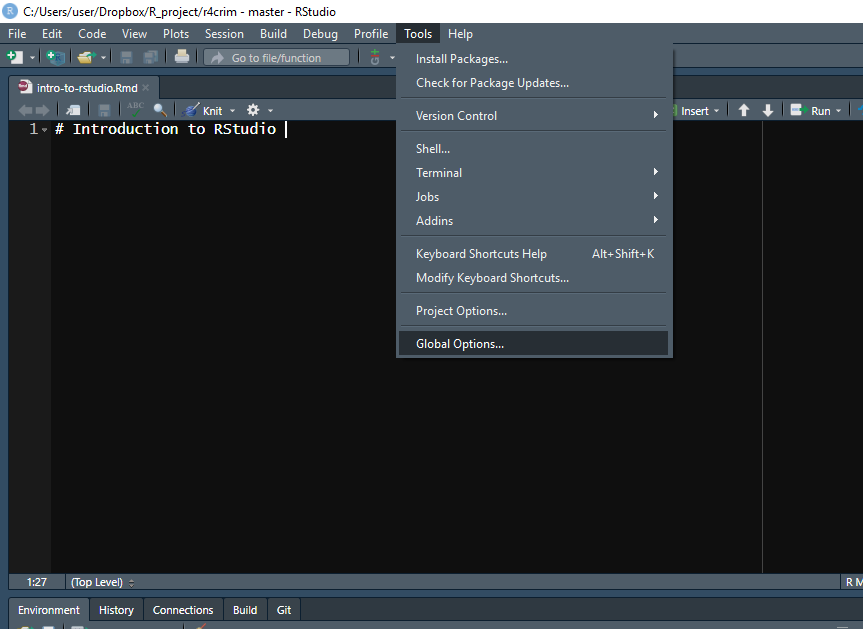 C:/Users/user/Dropbox/R_project/r4crim - master - RStudio
File Edit Code View Plots Session Build Debug Profile Tools Help
Go to file/function
Install Packages...
Check for Package Updates...
Version Control
Shell...
Terminal
Jobs
Addins
Keyboard Shortcuts Help Alt+Shift+K
Modify Keyboard Shortcuts...
Project Options...
Global Options...
intro-to-rstudio.Rmd
ABC Knit Insert Run
1 # Introduction to RStudio
1:27 (Top Level) R M
Environment History Connections Build Git